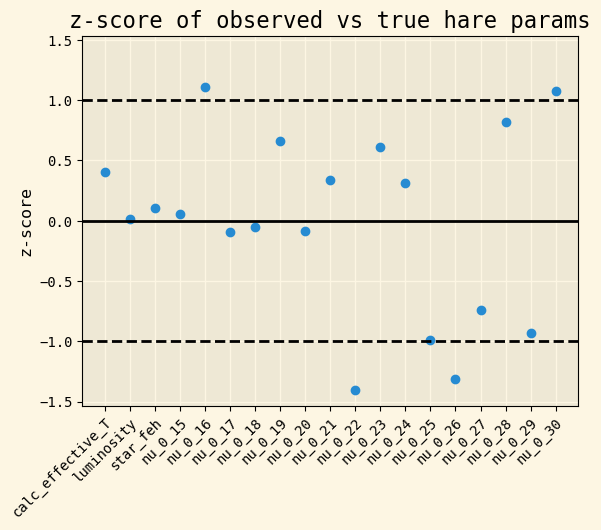 z-score of observed vs true hare params
1.5
1.0
0.5
0.0
−0.5
−1.0
−1.5
z-score
calc_effective_T
luminosity
star_feh
nu_0_15
nu_0_16
nu_0_17
nu_0_18
nu_0_19
nu_0_20
nu_0_21
nu_0_22
nu_0_23
nu_0_24
nu_0_25
nu_0_26
nu_0_27
nu_0_28
nu_0_29
nu_0_30